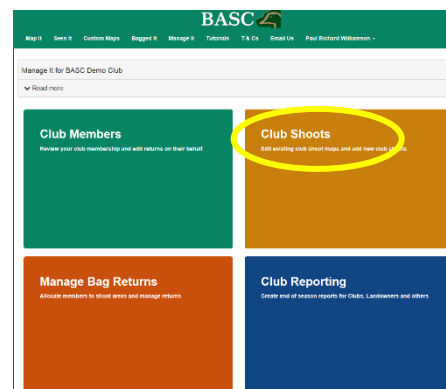 BASC
Map It Seen It Custom Maps Bagged It Manage It Tutorials T & Cs Email Us Paul Richard Williamson
Manage It for BASC Demo Club
Read more
Club Members
Review your club membership and edit returns on their behalf
Club Shoots
Edit existing club shoot maps and add new club shoots
Manage Bag Returns
Allocate members to shoot areas and manage returns
Club Reporting
Create end of season reports for Clubs, Landowners and others